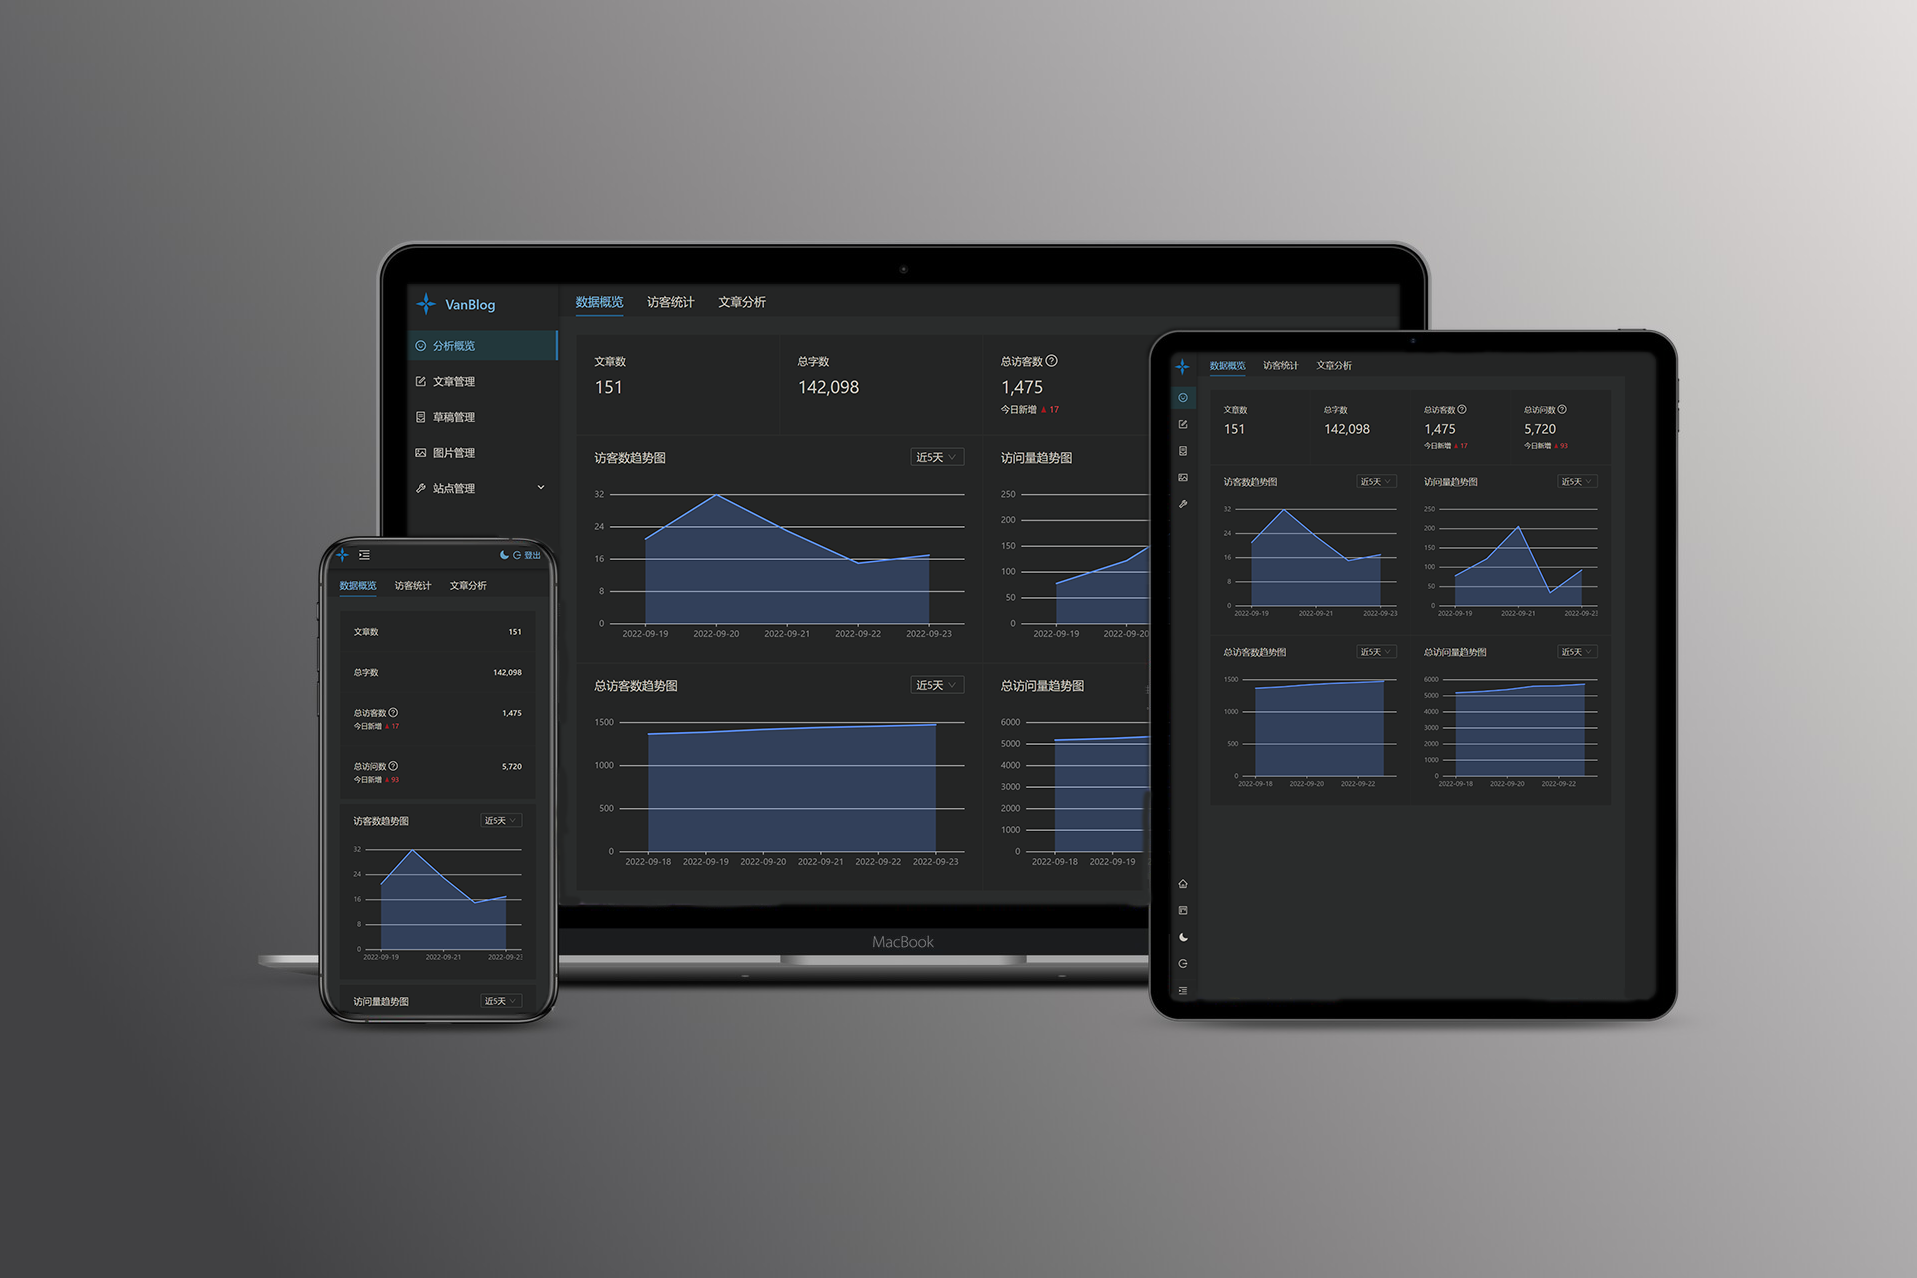 VanBlog
数据概览 访客统计 文章分析
分析概览
文章管理
草稿管理
图片管理
站点管理
文章数
151
总字数
142,098
总访客数
1,475
今日新增 17
访客数趋势图 近5天
32
24
16
8
0
2022-09-19 2022-09-20 2022-09-21 2022-09-22 2022-09-23
访问量趋势图
250
200
150
100
50
0
2022-09-19 2022-09-20
总访客数趋势图 近5天
1500
1000
500
0
2022-09-18 2022-09-19 2022-09-20 2022-09-21 2022-09-22 2022-09-23
总访问量趋势图
6000
5000
4000
3000
2000
1000
0
2022-09-18 2022-09-19
MacBook
登出
数据概览 访客统计 文章分析
文章数 151
总字数 142,098
总访客数 1,475
今日新增 17
总访问数 5,720
今日新增 93
访客数趋势图 近5天
32
24
16
8
0
2022-09-19 2022-09-21 2022-09-23
访问量趋势图 近5天
数据概览 访客统计 文章分析
文章数 总字数 总访客数 总访问数
151 142,098 1,475 5,720
今日新增 17 今日新增 93
访客数趋势图 近5天
32
24
16
8
0
2022-09-19 2022-09-21 2022-09-23
访问量趋势图 近5天
250
200
150
100
50
0
2022-09-19 2022-09-21 2022-09-23
总访客数趋势图 近5天
1500
1000
500
0
2022-09-18 2022-09-20 2022-09-22
总访问量趋势图 近5天
6000
5000
4000
3000
2000
1000
0
2022-09-18 2022-09-20 2022-09-22